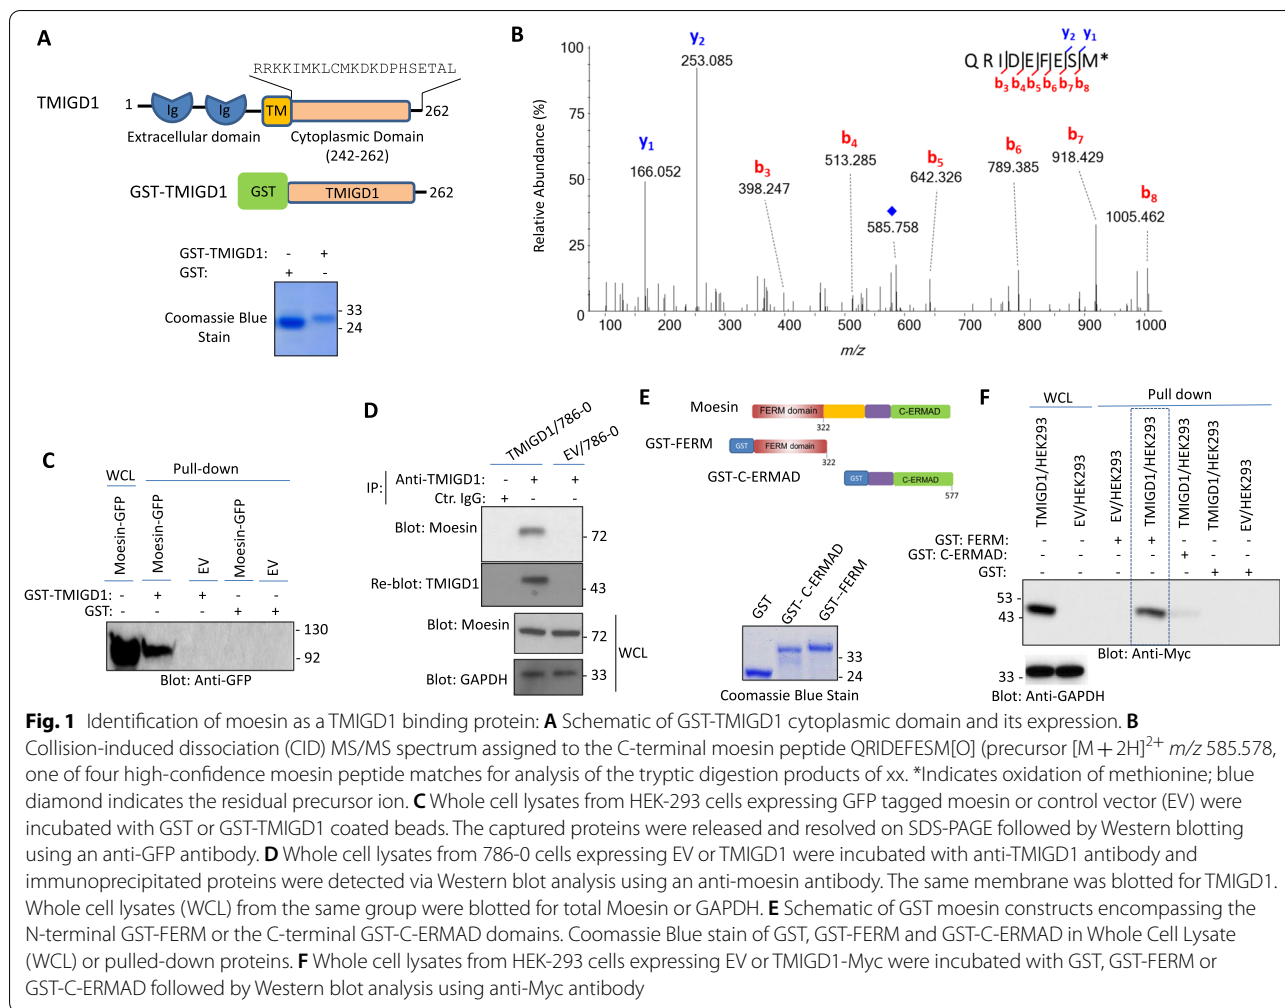 A
RRKKIMKLCMKDKDPHSETAL
TMIGD1
1
Ig
Ig
TM
262
Extracellular domain
Cytoplasmic Domain
(242-262)
GST-TMIGD1
GST
TMIGD1
262
GST-TMIGD1: - +
GST: + -
Coomassie Blue
Stain
- 33
- 24
B
Relative Abundance (%)
100
75
50
25
0
y1
166.052
y2
253.085
b3
398.247
b4
513.285
585.758
b5
642.326
b6
789.385
b7
918.429
b8
1005.462
y2 y1
Q R I D E F E S M*
b3 b4 b5 b6 b7 b8
100 200 300 400 500 600 700 800 900 1000
m/z
C
WCL
Pull-down
Moesin-GFP
Moesin-GFP
EV
Moesin-GFP
EV
GST-TMIGD1: - + + - -
GST: - - - + +
- 130
- 92
Blot: Anti-GFP
D
TMIGD1/786-0
EV/786-0
IP:
Anti-TMIGD1: - + +
Ctr. IgG: + - -
Blot: Moesin
- 72
Re-blot: TMIGD1
- 43
Blot: Moesin
- 72
WCL
Blot: GAPDH
- 33
E
Moesin
FERM domain
C-ERMAD
322
GST-FERM
GST
FERM domain
322
GST-C-ERMAD
GST
C-ERMAD
577
GST
GST- C-ERMAD
GST--FERM
- 33
- 24
Coomassie Blue Stain
F
WCL
Pull down
TMIGD1/HEK293
EV/HEK293
EV/HEK293
TMIGD1/HEK293
TMIGD1/HEK293
TMIGD1/HEK293
EV/HEK293
GST: FERM: - - + + - - -
GST: C-ERMAD: - - - - + - -
GST: - - - - - + +
53 -
43 -
Blot: Anti-Myc
33 -
Blot: Anti-GAPDH
Fig. 1 Identification of moesin as a TMIGD1 binding protein: A Schematic of GST-TMIGD1 cytoplasmic domain and its expression. B
Collision-induced dissociation (CID) MS/MS spectrum assigned to the C-terminal moesin peptide QRIDEFESM[O] (precursor [M + 2H]2+ m/z 585.578,
one of four high-confidence moesin peptide matches for analysis of the tryptic digestion products of xx. *Indicates oxidation of methionine; blue
diamond indicates the residual precursor ion. C Whole cell lysates from HEK-293 cells expressing GFP tagged moesin or control vector (EV) were
incubated with GST or GST-TMIGD1 coated beads. The captured proteins were released and resolved on SDS-PAGE followed by Western blotting
using an anti-GFP antibody. D Whole cell lysates from 786-0 cells expressing EV or TMIGD1 were incubated with anti-TMIGD1 antibody and
immunoprecipitated proteins were detected via Western blot analysis using an anti-moesin antibody. The same membrane was blotted for TMIGD1.
Whole cell lysates (WCL) from the same group were blotted for total Moesin or GAPDH. E Schematic of GST moesin constructs encompassing the
N-terminal GST-FERM or the C-terminal GST-C-ERMAD domains. Coomassie Blue stain of GST, GST-FERM and GST-C-ERMAD in Whole Cell Lysate
(WCL) or pulled-down proteins. F Whole cell lysates from HEK-293 cells expressing EV or TMIGD1-Myc were incubated with GST, GST-FERM or
GST-C-ERMAD followed by Western blot analysis using anti-Myc antibody